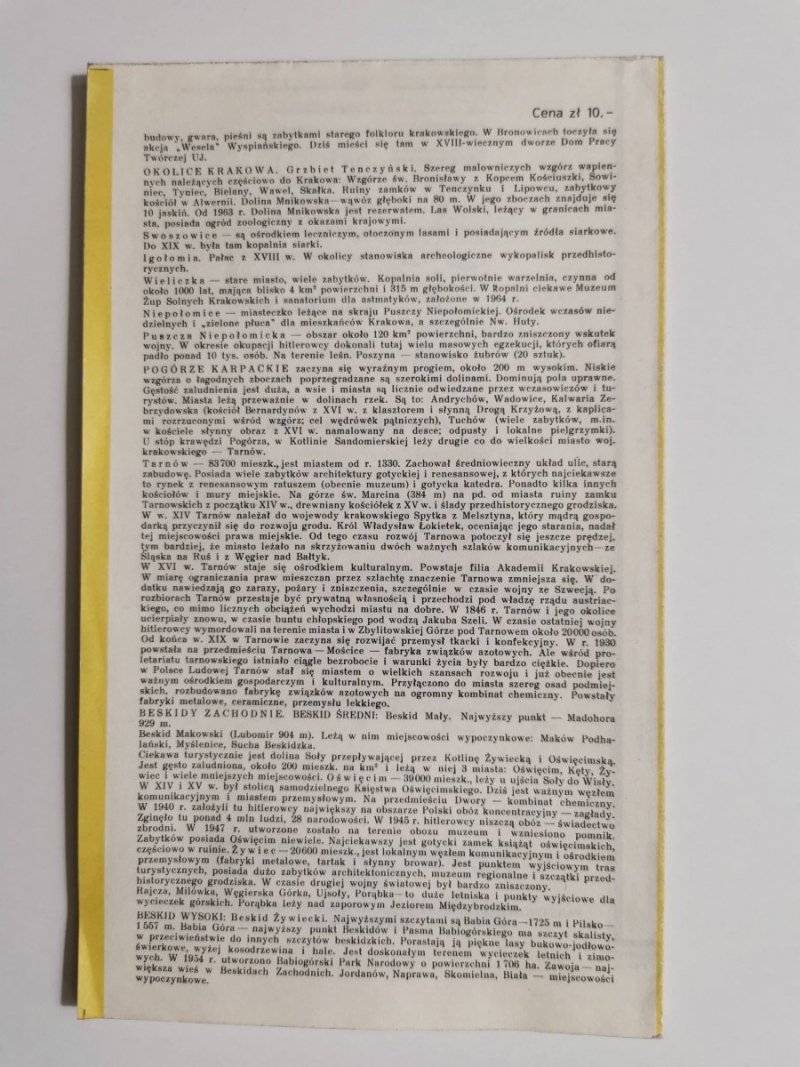 Cena zł 10.-
budowy, gwara, pieśni są zabytkami starego folkloru krakowskiego. W Bronowicach toczyła się
akcja „Wesela" Wyspiańskiego. Dziś mieści się tam w XVIII-wiecznym dworze Dom Pracy
Twórczej UJ.
OKOLICE KRAKOWA. Grzbiet Tenczyński. Szereg malowniczych wzgórz wapien-
nych należących częściowo do Krakowa: Wzgórze św. Bronisławy z Kopcem Kościuszki, Sowi-
niec, Tyniec, Bielany, Wawel, Skałka. Ruiny zamków w Tenczynku i Lipowcu, zabytkowy
kościół w Alwernii. Dolina Mnikowska—wąwóz głęboki na 80 m. W jego zboczach znajduje się
10 jaskiń. Od 1963 r. Dolina Mnikowska jest rezerwatem. Las Wolski, leżący w granicach mia-
sta, posiada ogród zoologiczny z okazami krajowymi.
Swoszowice — są ośrodkiem leczniczym, otoczonym lasami i posiadającym źródła siarkowe.
Do XIX w. była tam kopalnia siarki.
Igołomia. Pałac z XVIII w. W okolicy stanowiska archeologiczne wykopalisk przedhisto-
rycznych.
Wieliczka — stare miasto, wiele zabytków. Kopalnia soli, pierwotnie warzelnia, czynna od
około 1000 lat, mająca blisko 4 km² powierzchni i 315 m głębokości. W Kopalni ciekawe Muzeum
Żup Solnych Krakowskich i sanatorium dla astmatyków, założone w 1964 r.
Niepołomice — miasteczko leżące na skraju Puszczy Niepołomickiej. Ośrodek wczasów nie-
dzielnych i „zielone płuca" dla mieszkańców Krakowa, a szczególnie Nw. Huty.
Puszcza Niepołomicka — obszar około 120 km² powierzchni, bardzo zniszczony wskutek
wojny. W okresie okupacji hitlerowcy dokonali tutaj wielu masowych egzekucji, których ofiarą
padło ponad 10 tys. osób. Na terenie leśn. Poszyna — stanowisko żubrów (20 sztuk).
POGÓRZE KARPACKIE zaczyna się wyraźnym progiem, około 200 m wysokim. Niskie
wzgórza o łagodnych zboczach poprzegradzane są szerokimi dolinami. Dominują pola uprawne.
Gęstość zaludnienia jest duża, a wsie i miasta są licznie odwiedzane przez wczasowiczów i tu-
rystów. Miasta leżą przeważnie w dolinach rzek. Są to: Andrychów, Wadowice, Kalwaria Ze-
brzydowska (kościół Bernardynów z XVI w. z klasztorem i słynną Drogą Krzyżową, z kaplica-
mi rozrzuconymi wśród wzgórz; cel wędrówek pątniczych), Tuchów (wiele zabytków, m.in.
w kościele słynny obraz z XVI w. namalowany na desce; odpusty i lokalne pielgrzymki).
U stóp krawędzi Pogórza, w Kotlinie Sandomierskiej leży drugie co do wielkości miasto woj.
krakowskiego — Tarnów.
Tarnów — 83700 mieszk., jest miastem od r. 1330. Zachował średniowieczny układ ulic, starą
zabudowę. Posiada wiele zabytków architektury gotyckiej i renesansowej, z których najciekawsze
to rynek z renesansowym ratuszem (obecnie muzeum) i gotycka katedra. Ponadto kilka innych
kościołów i mury miejskie. Na górze św. Marcina (384 m) na pd. od miasta ruiny zamku
Tarnowskich z początku XIV w., drewniany kościółek z XV w. i ślady przedhistorycznego grodziska.
W w. XIV Tarnów należał do wojewody krakowskiego Spytka z Melsztyna, który mądrą gospo-
darką przyczynił się do rozwoju grodu. Król Władysław Łokietek, oceniając jego starania, nadał
tej miejscowości prawa miejskie. Od tego czasu rozwój Tarnowa potoczył się jeszcze prędzej,
tym bardziej, że miasto leżało na skrzyżowaniu dwóch ważnych szlaków komunikacyjnych—ze
Śląska na Ruś i z Węgier nad Bałtyk.
W XVI w. Tarnów staje się ośrodkiem kulturalnym. Powstaje filia Akademii Krakowskiej.
W miarę ograniczania praw mieszczan przez szlachtę znaczenie Tarnowa zmniejsza się. W do-
datku nawiedzają go zarazy, pożary i zniszczenia, szczególnie w czasie wojny ze Szwecją. Po
rozbiorach Tarnów przestaje być prywatną własnością i przechodzi pod władzę rządu austriac-
kiego, co mimo licznych obciążeń wychodzi miastu na dobre. W 1846 r. Tarnów i jego okolice
ucierpiały znowu, w czasie buntu chłopskiego pod wodzą Jakuba Szeli. W czasie ostatniej wojny
hitlerowcy wymordowali na terenie miasta i w Zbylitowskiej Górze pod Tarnowem około 20000 osób.
Od końca w. XIX w Tarnowie zaczyna się rozwijać przemysł tkacki i konfekcyjny. W r. 1930
powstała na przedmieściu Tarnowa—Mościce — fabryka związków azotowych. Ale wśród pro-
letariatu tarnowskiego istniało ciągle bezrobocie i warunki życia były bardzo ciężkie. Dopiero
w Polsce Ludowej Tarnów stał się miastem o wielkich szansach rozwoju i już obecnie jest
ważnym ośrodkiem gospodarczym i kulturalnym. Przyłączono do miasta szereg osad podmiej-
skich, rozbudowano fabrykę związków azotowych na ogromny kombinat chemiczny. Powstały
fabryki metalowe, ceramiczne, przemysłu lekkiego.
BESKIDY ZACHODNIE. BESKID ŚREDNI: Beskid Mały. Najwyższy punkt — Madohora
929 m.
Beskid Makowski (Lubomir 904 m). Leżą w nim miejscowości wypoczynkowe: Maków Podha-
lański, Myślenice, Sucha Beskidzka.
Ciekawa turystycznie jest dolina Soły przepływającej przez Kotlinę Żywiecką i Oświęcimską.
Jest gęsto zaludniona, około 200 mieszk. na km² i leżą w niej 3 miasta: Oświęcim, Kęty, Ży-
wiec i wiele mniejszych miejscowości. Oświęcim — 39000 mieszk., leży u ujścia Soły do Wisły.
W XIV i XV w. był stolicą samodzielnego Księstwa Oświęcimskiego. Dziś jest ważnym węzłem
komunikacyjnym i miastem przemysłowym. Na przedmieściu Dwory — kombinat chemiczny.
W 1940 r. założyli tu hitlerowcy największy na obszarze Polski obóz koncentracyjny — zagłady.
Zginęło tu ponad 4 mln ludzi, 28 narodowości. W 1945 r. hitlerowcy niszczą obóz — świadectwo
zbrodni. W 1947 r. utworzone zostało na terenie obozu muzeum i wzniesiono pomnik.
Zabytków posiada Oświęcim niewiele. Najciekawszy jest gotycki zamek książąt oświęcimskich,
częściowo w ruinie. Żywiec—20600 mieszk., jest lokalnym węzłem komunikacyjnym i ośrodkiem
przemysłowym (fabryki metalowe, tartak i słynny browar). Jest punktem wyjściowym tras
turystycznych, posiada dużo zabytków architektonicznych, muzeum regionalne i szczątki przed-
historycznego grodziska. W czasie drugiej wojny światowej był bardzo zniszczony.
Rajcza, Milówka, Węgierska Górka, Ujsoły, Porąbka—to duże letniska i punkty wyjściowe dla
wycieczek górskich. Porąbka leży nad zaporowym Jeziorem Międzybrodzkim.
BESKID WYSOKI: Beskid Żywiecki. Najwyższymi szczytami są Babia Góra—1725 m i Pilsko—
1557 m. Babia Góra — najwyższy punkt Beskidów i Pasma Babiogórskiego ma szczyt skalisty,
w przeciwieństwie do innych szczytów beskidzkich. Porastają ją piękne lasy bukowo-jodłowo-
świerkowe, wyżej kosodrzewina i hale. Jest doskonałym terenem wycieczek letnich i zimo-
wych. W 1954 r. utworzono Babiogórski Park Narodowy o powierzchni 1706 ha. Zawoja — naj-
większa wieś w Beskidach Zachodnich. Jordanów, Naprawa, Skomielna, Biała — miejscowości
wypoczynkowe.